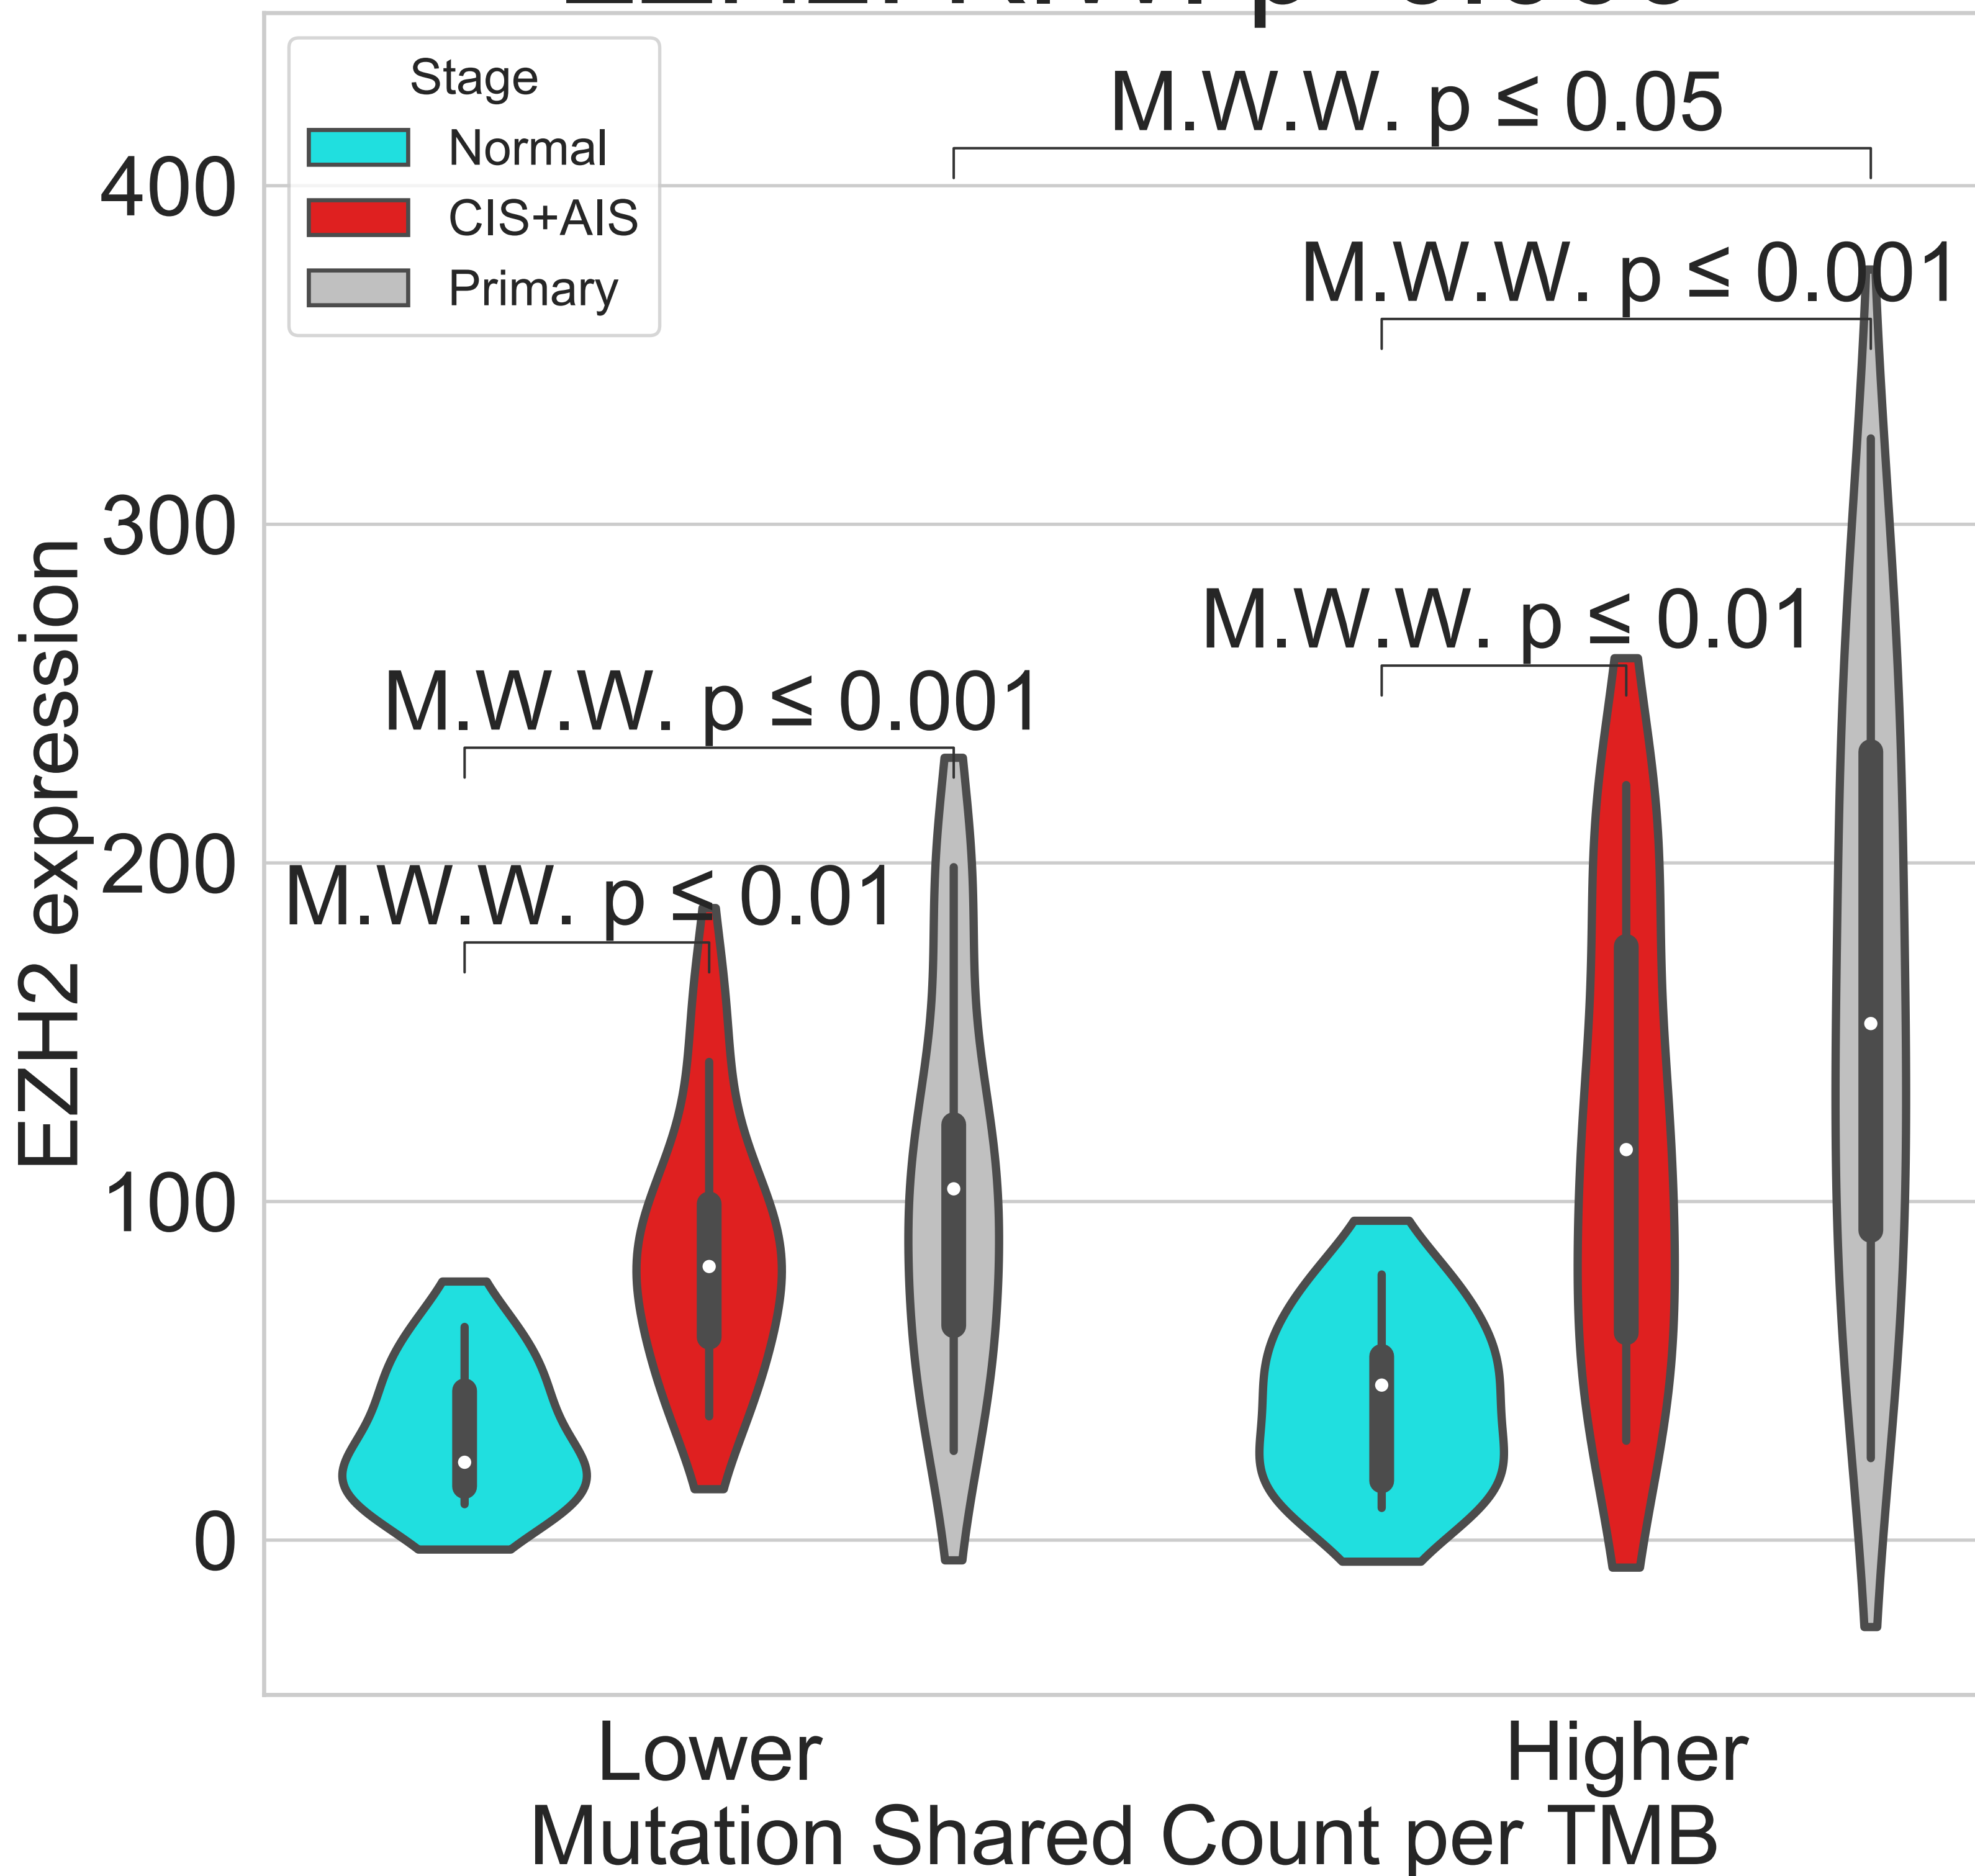 Stage
Normal
CIS+AIS
Primary
M.W.W. p ≤ 0.05
M.W.W. p ≤ 0.001
M.W.W. p ≤ 0.01
M.W.W. p ≤ 0.001
M.W.W. p ≤ 0.01
400
300
200
100
0
EZH2 expression
Lower
Higher
Mutation Shared Count per TMB